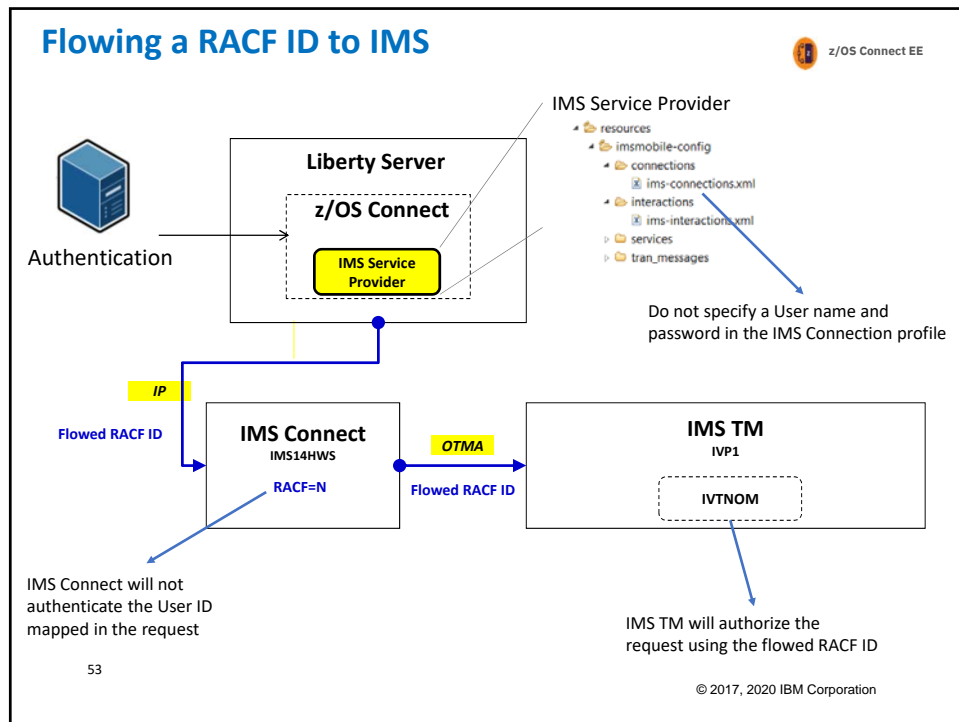 Flowing a RACF ID to IMS
z/OS Connect EE
IMS Service Provider
resources
imsmobile-config
connections
ims-connections.xml
interactions
ims-interactions.xml
services
tran_messages
Liberty Server
z/OS Connect
IMS Service
Provider
Authentication
Do not specify a User name and
password in the IMS Connection profile
IP
Flowed RACF ID
IMS Connect
IMS14HWS
RACF=N
OTMA
Flowed RACF ID
IMS TM
IVP1
IVTNOM
IMS Connect will not
authenticate the User ID
mapped in the request
IMS TM will authorize the
request using the flowed RACF ID
53
© 2017, 2020 IBM Corporation